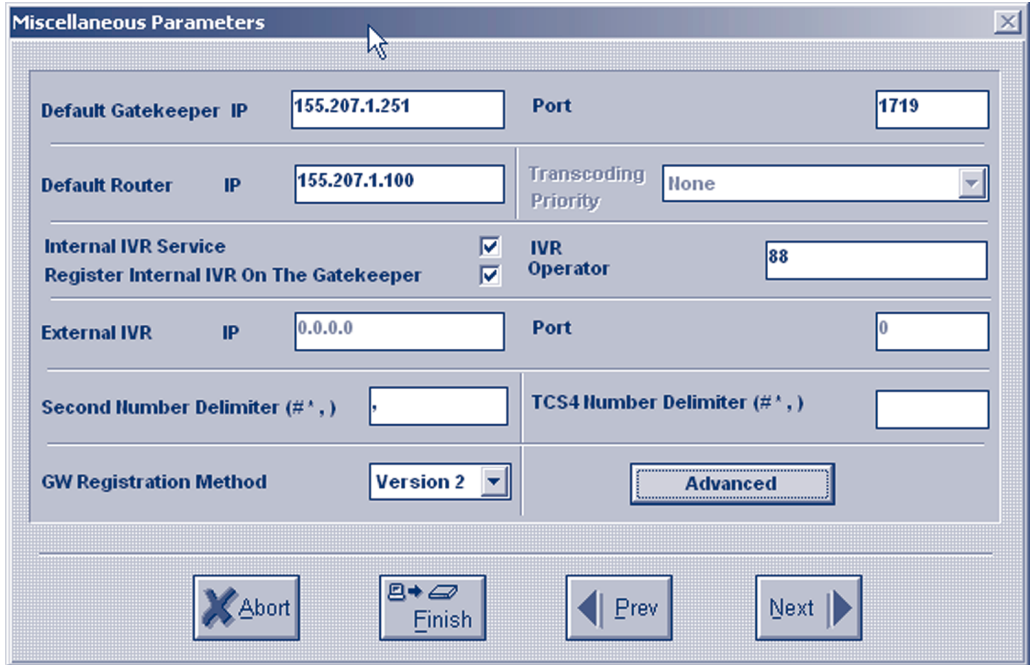 Miscellaneous Parameters
Default Gatekeeper IP 155.207.1.251 Port 1719
Default Router IP 155.207.1.100 Transcoding Priority None
Internal IVR Service
Register Internal IVR On The Gatekeeper
IVR Operator 88
External IVR IP 0.0.0.0 Port 0
Second Number Delimiter (# * , ) , TCS4 Number Delimiter (# * , )
GW Registration Method Version 2 Advanced
Abort Finish Prev Next